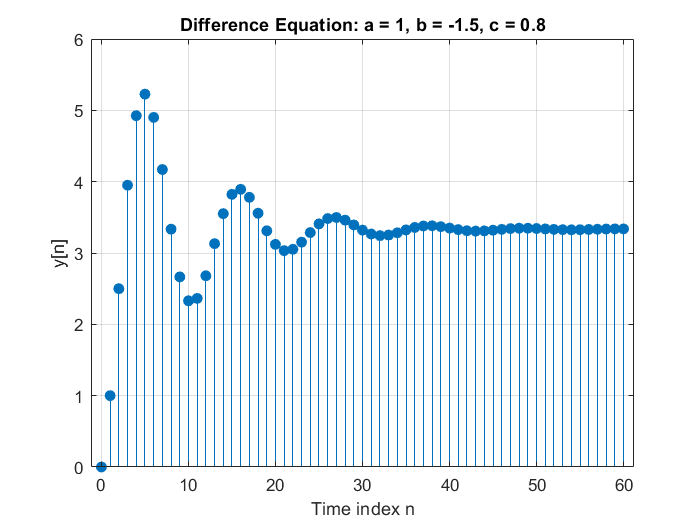 Difference Equation: a = 1, b = -1.5, c = 0.8
6
5
4
3
2
1
0
y[n]
0 10 20 30 40 50 60
Time index n